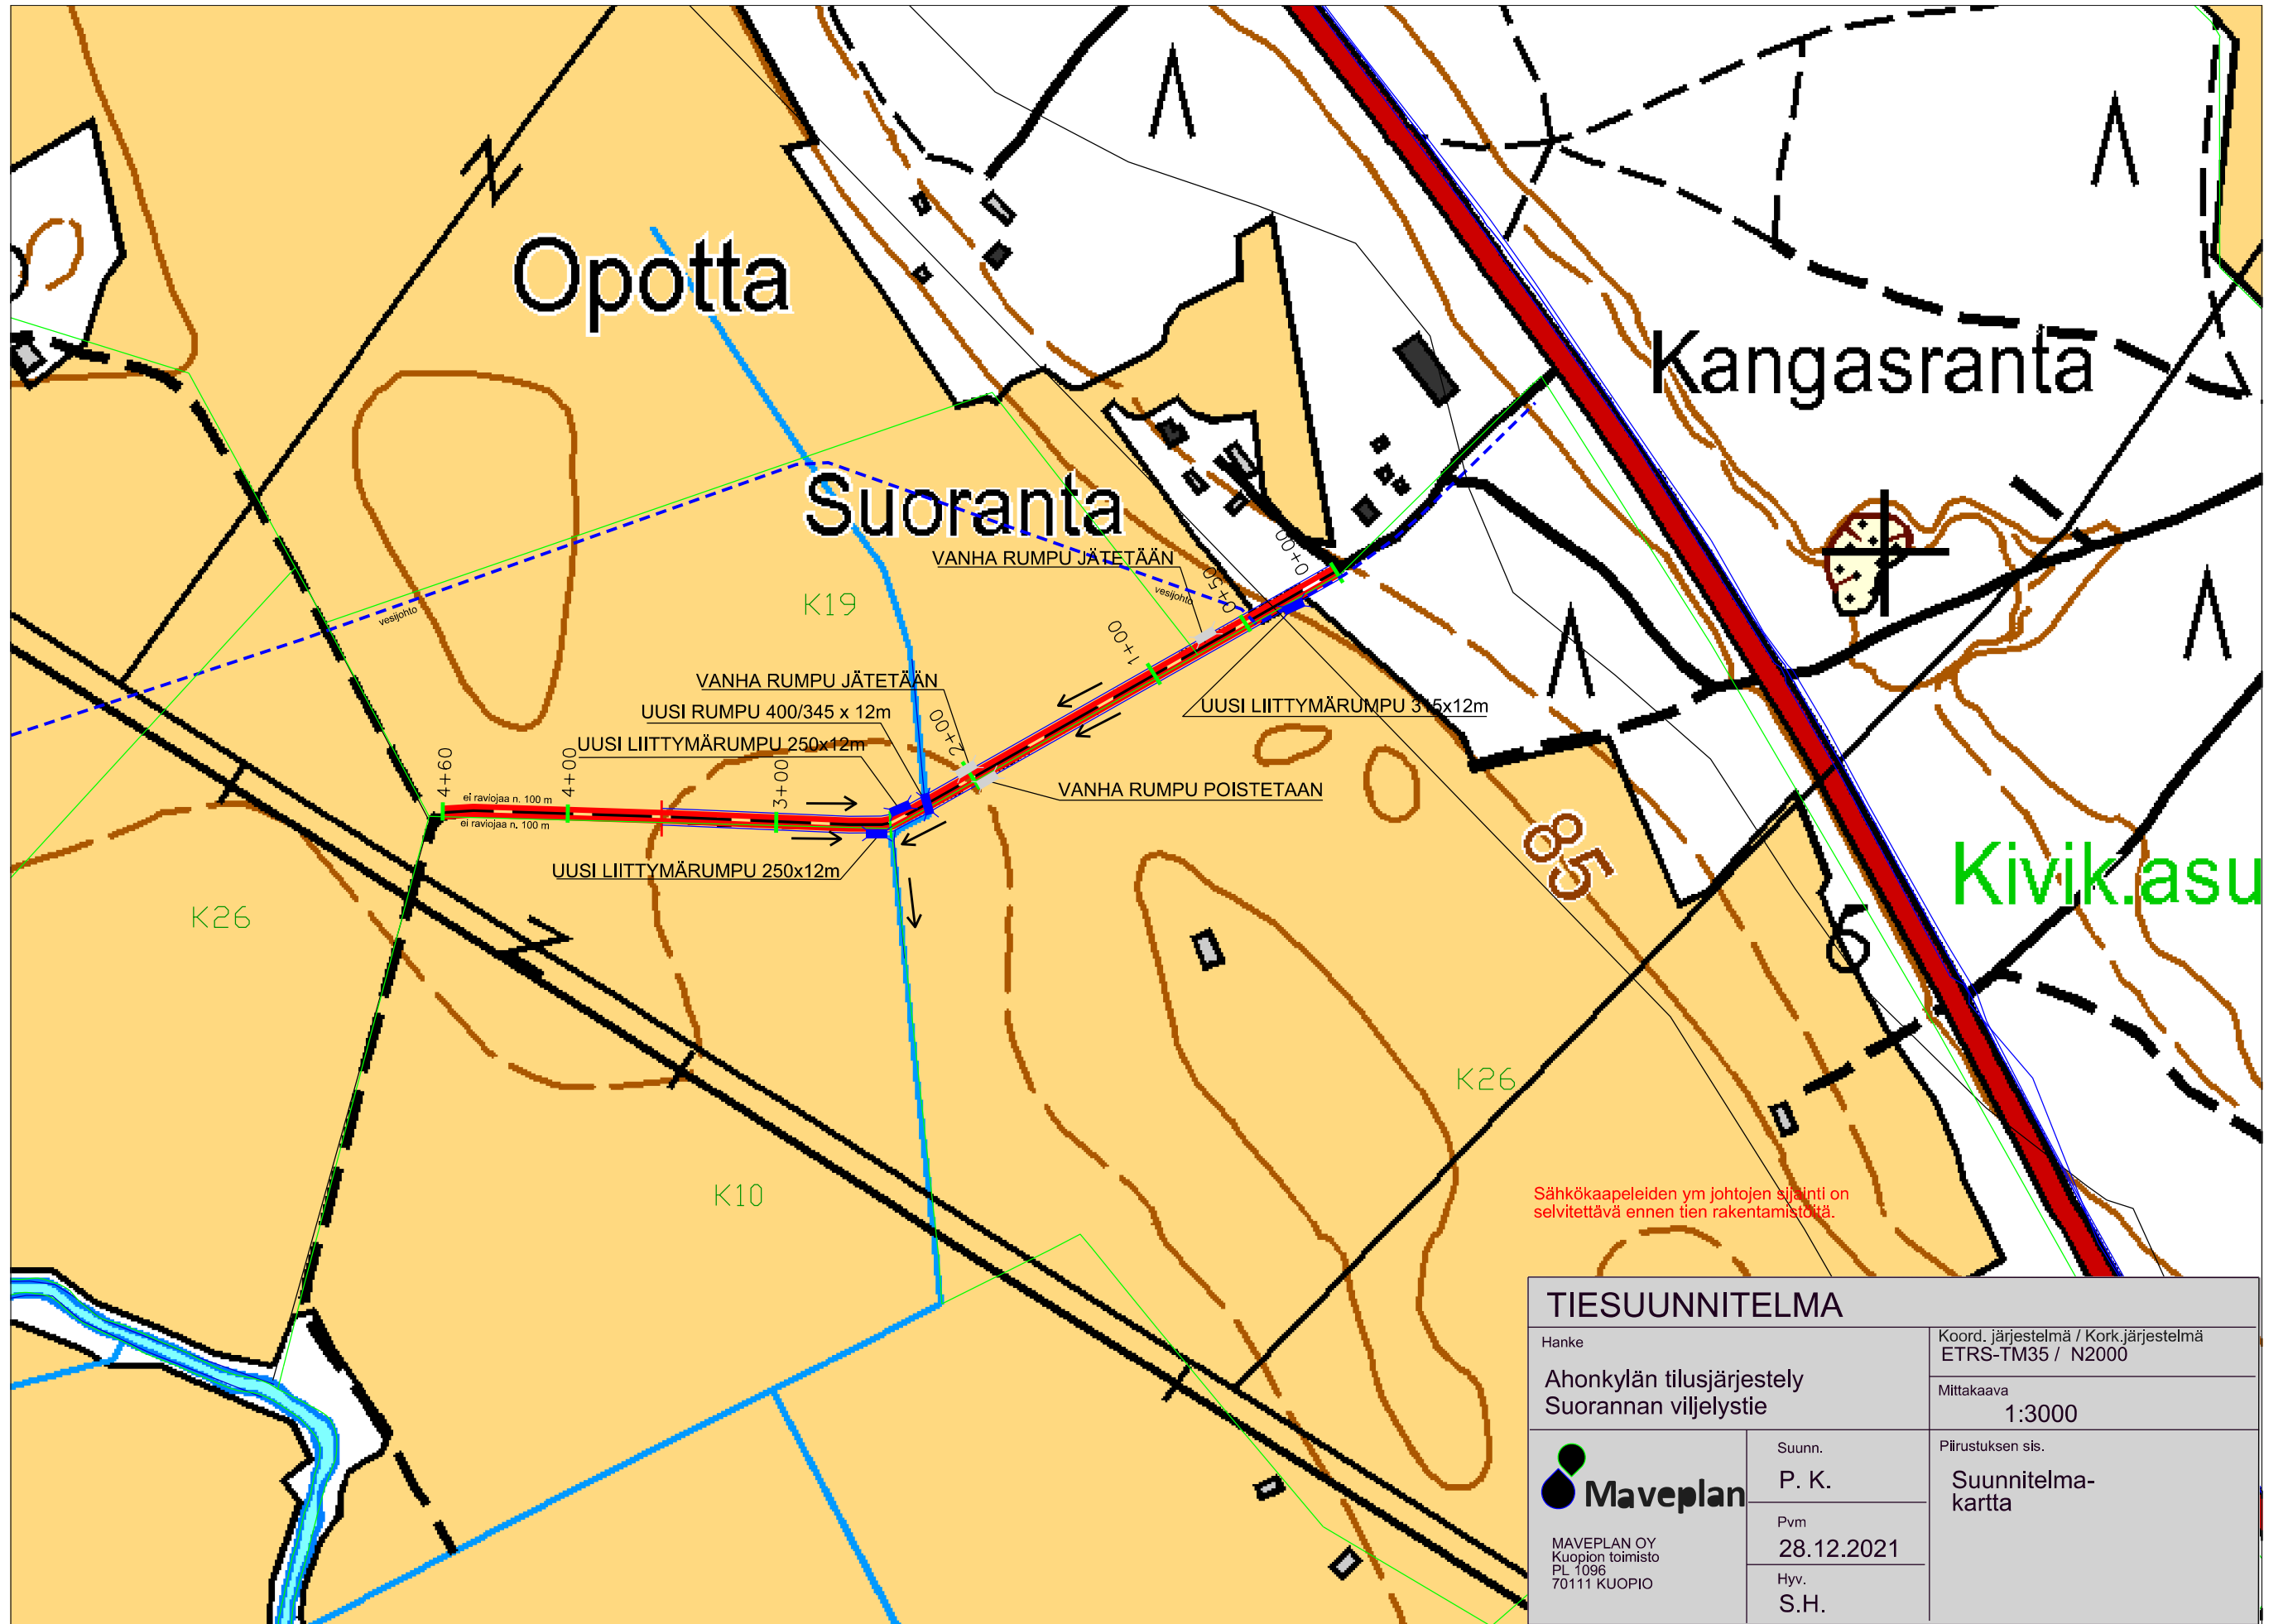 Opotta
Kangasranta
Suoranta
VANHA RUMPU JÄTETÄÄN
0+00
0+50
vesijohto
vesijohto
K19
1+00
VANHA RUMPU JÄTETÄÄN
UUSI RUMPU 400/345 x 12m
UUSI LIITTYMÄRUMPU 315x12m
2+00
UUSI LIITTYMÄRUMPU 250x12m
VANHA RUMPU POISTETAAN
4+60
ei raviojaa n. 100 m
4+00
3+00
ei raviojaa n. 100 m
UUSI LIITTYMÄRUMPU 250x12m
85
Kivik.asu
K26
6
K26
K10
Sähkökaapeleiden ym johtojen sijainti on
selvitettävä ennen tien rakentamistöitä.
TIESUUNNITELMA
Hanke
Ahonkylän tilusjärjestely
Suorannan viljelystie
Koord. järjestelmä / Kork.järjestelmä
ETRS-TM35 / N2000
Mittakaava
1:3000
Maveplan
MAVEPLAN OY
Kuopion toimisto
PL 1096
70111 KUOPIO
Suunn.
P. K.
Pvm
28.12.2021
Hyv.
S.H.
Piirustuksen sis.
Suunnitelma-
kartta